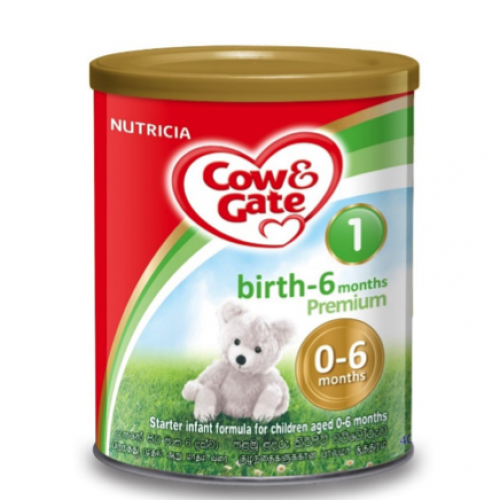 NUTRICIA
Cow &
Gate
1
birth-6 months
Premium
0-6
months
Starter infant formula for children aged 0-6 months